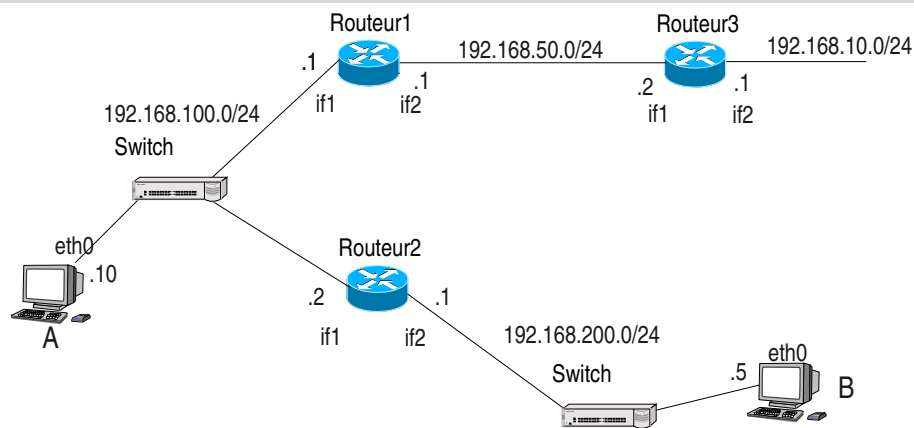 Routeur1
Routeur3
192.168.50.0/24
192.168.10.0/24
.1
.1
.2
.1
if1
if2
if1
if2
192.168.100.0/24
Switch
eth0
.10
A
Routeur2
.2
.1
if1
if2
192.168.200.0/24
Switch
eth0
.5
B